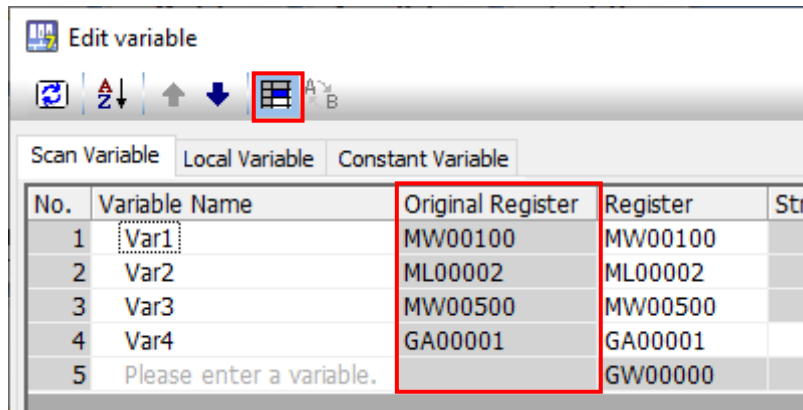 Edit variable
A Z A B
Scan Variable Local Variable Constant Variable
No. Variable Name Original Register Register Str
1 Var1 MW00100 MW00100
2 Var2 ML00002 ML00002
3 Var3 MW00500 MW00500
4 Var4 GA00001 GA00001
5 Please enter a variable. GW00000